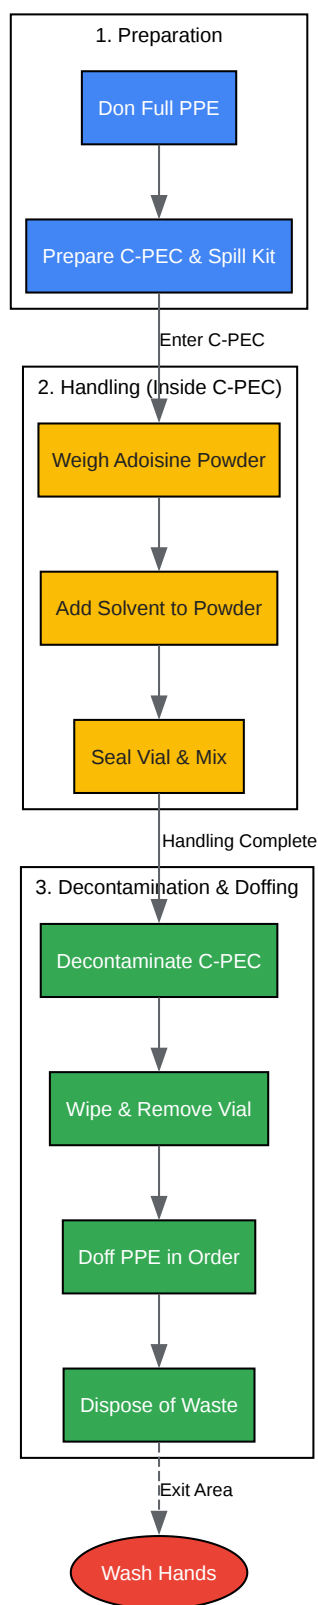 1. Preparation
Don Full PPE
Prepare C-PEC & Spill Kit
Enter C-PEC
2. Handling (Inside C-PEC)
Weigh Adoisine Powder
Add Solvent to Powder
Seal Vial & Mix
Handling Complete
3. Decontamination & Doffing
Decontaminate C-PEC
Wipe & Remove Vial
Doff PPE in Order
Dispose of Waste
Exit Area
Wash Hands